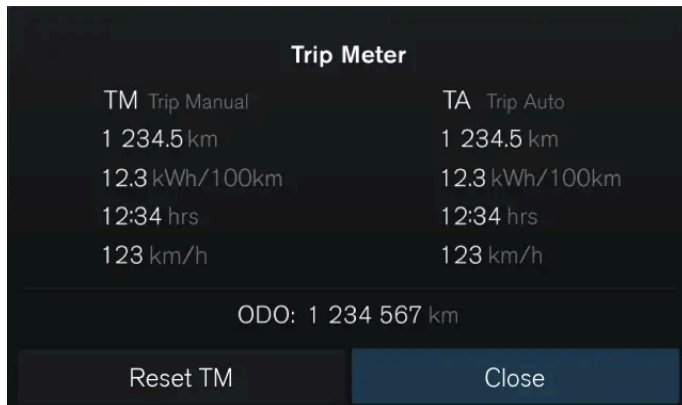 Trip Meter
TM Trip Manual
1 234.5 km
12.3 kWh/100km
12:34 hrs
123 km/h
TA Trip Auto
1 234.5 km
12.3 kWh/100km
12:34 hrs
123 km/h
ODO: 1 234 567 km
Reset TM
Close